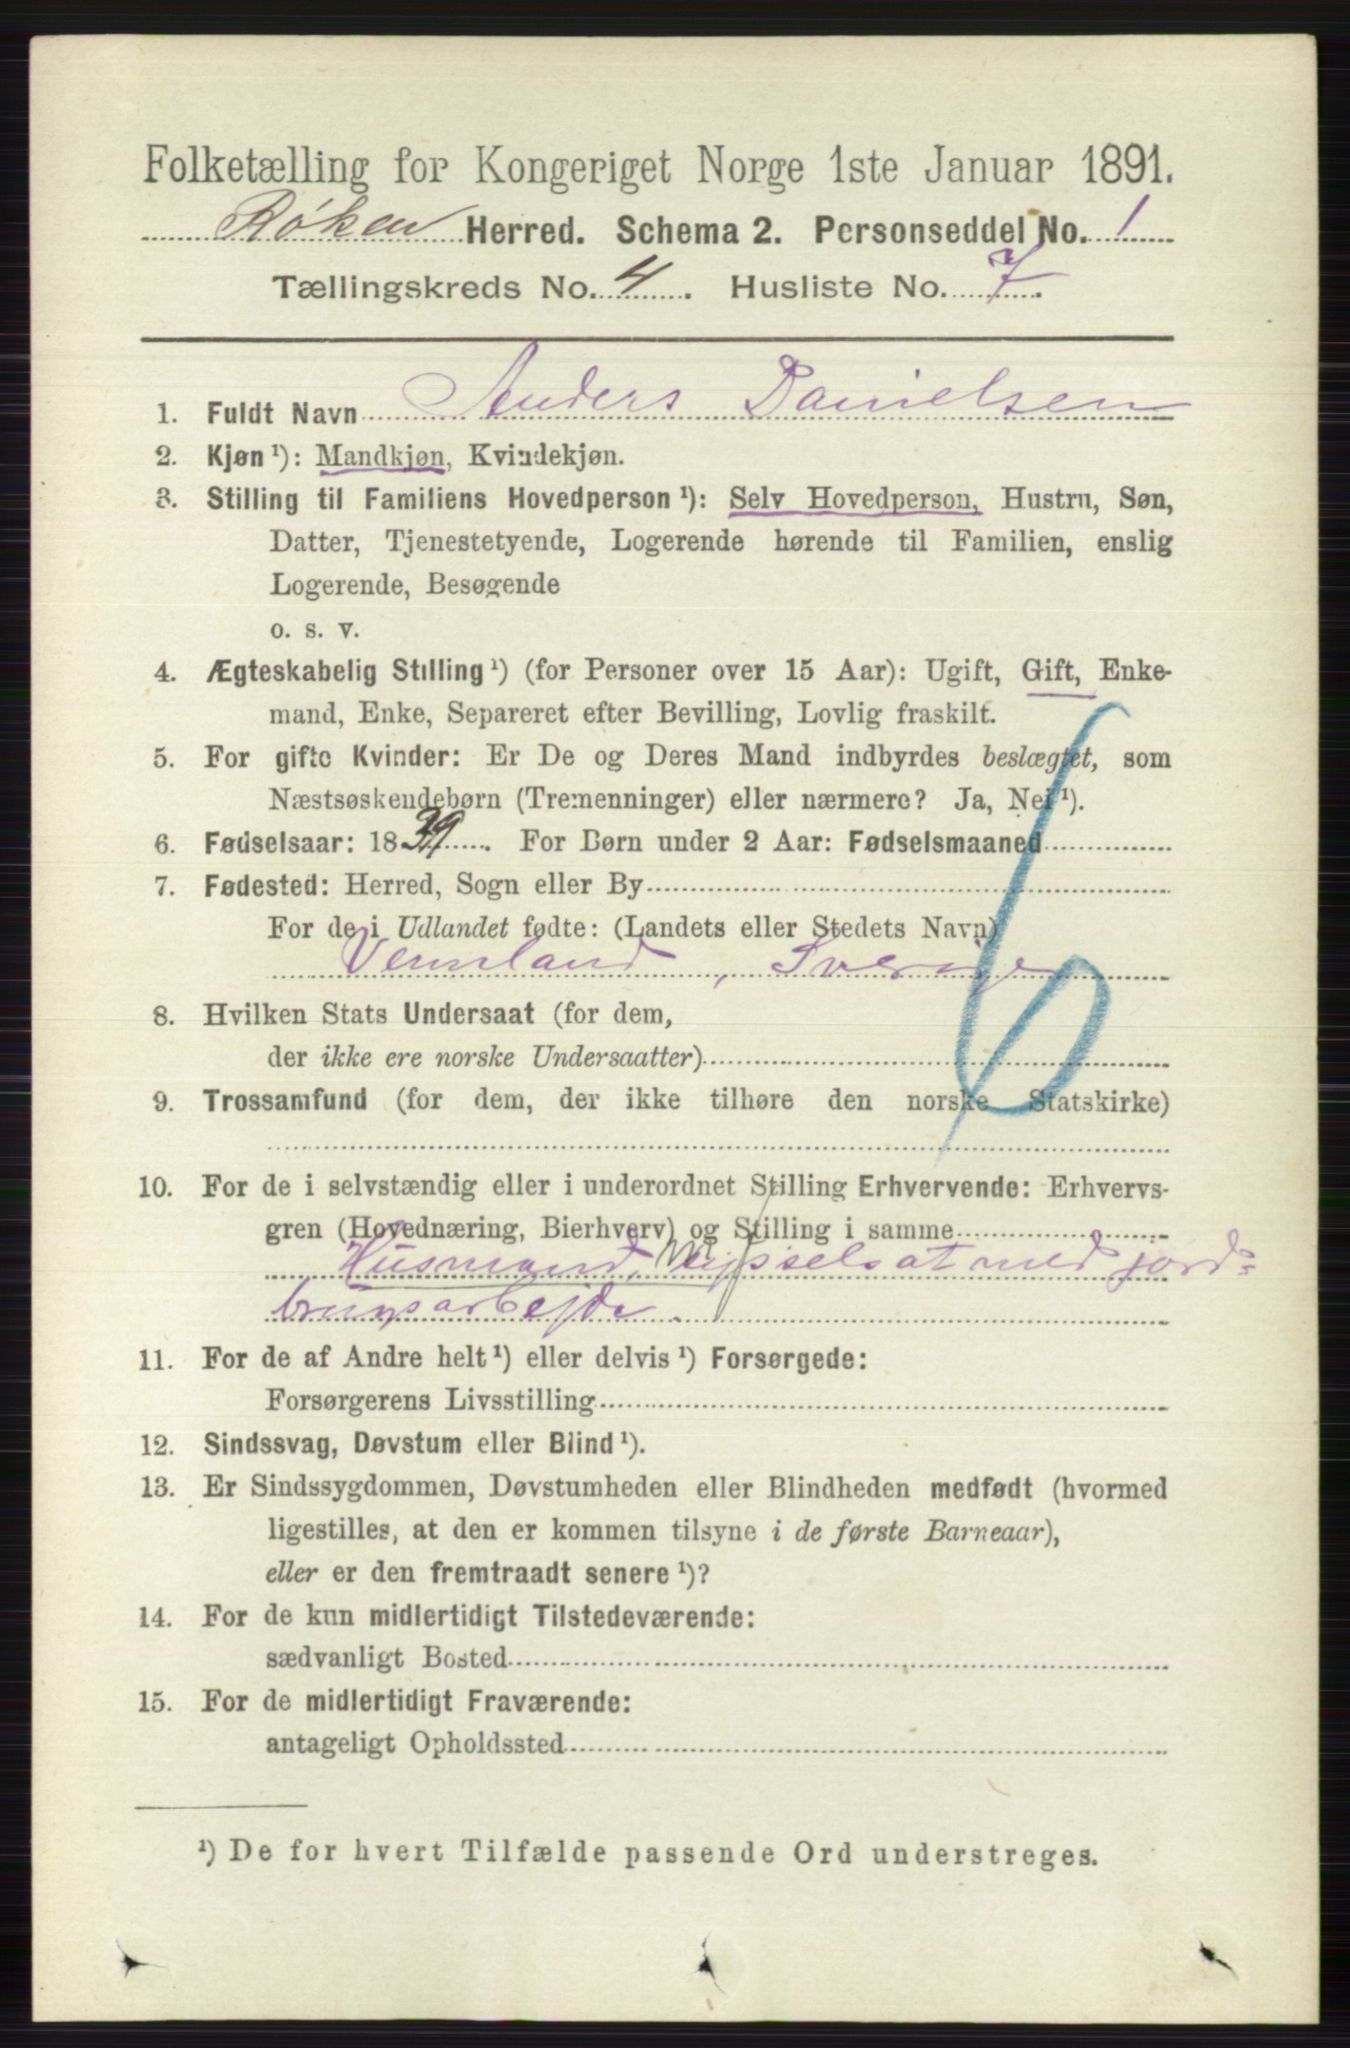 Folketælling for Kongeriget Norge 1ste Januar 1891.
Røken Herred. Schema 2. Personseddel No. 1
Tællingskreds No. 4. Husliste No. 7.
1. Fuldt Navn Anders Danielsen
2. Kjøn ¹): Mandkjøn, Kvindekjøn.
3. Stilling til Familiens Hovedperson ¹): Selv Hovedperson, Hustru, Søn,
Datter, Tjenestetyende, Logerende hørende til Familien, enslig
Logerende, Besøgende
o. s. v.
4. Ægteskabelig Stilling ¹) (for Personer over 15 Aar): Ugift, Gift, Enke-
mand, Enke, Separeret efter Bevilling, Lovlig fraskilt.
5. For gifte Kvinder: Er De og Deres Mand indbyrdes beslægtet, som
Næstsøskendebørn (Tremenninger) eller nærmere? Ja, Nei ¹).
6. Fødselsaar: 1839. For Børn under 2 Aar: Fødselsmaaned
7. Fødested: Herred, Sogn eller By
For de i Udlandet fødte: (Landets eller Stedets Navn)
Vermland, Sverige
6
8. Hvilken Stats Undersaat (for dem,
der ikke ere norske Undersaatter)
9. Trossamfund (for dem, der ikke tilhøre den norske Statskirke)
10. For de i selvstændig eller i underordnet Stilling Erhvervende: Erhvervs-
gren (Hovednæring, Bierhverv) og Stilling i samme
Husmand, sysselsat med jord-
brugsarbejde.
11. For de af Andre helt ¹) eller delvis ¹) Forsørgede:
Forsørgerens Livsstilling
12. Sindssvag, Døvstum eller Blind ¹).
13. Er Sindssygdommen, Døvstumheden eller Blindheden medfødt (hvormed
ligestilles, at den er kommen tilsyne i de første Barneaar),
eller er den fremtraadt senere ¹)?
14. For de kun midlertidigt Tilstedeværende:
sædvanligt Bosted
15. For de midlertidigt Fraværende:
antageligt Opholdssted
¹) De for hvert Tilfælde passende Ord understreges.